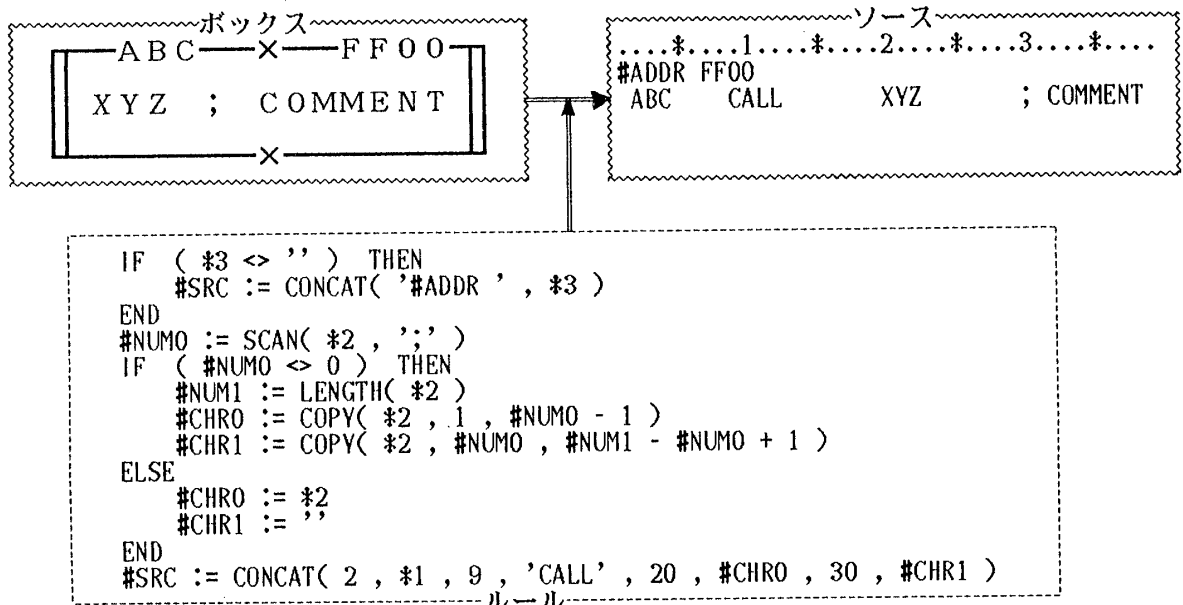 ボックス
ABC FF00
XYZ ; COMMENT
ソース
....*....1....*....2....*....3....*....
#ADDR FF00
ABC CALL XYZ ; COMMENT
IF ( *3 <> '' ) THEN
#SRC := CONCAT( '#ADDR ' , *3 )
END
#NUM0 := SCAN( *2 , ';' )
IF ( #NUM0 <> 0 ) THEN
#NUM1 := LENGTH( *2 )
#CHR0 := COPY( *2 , 1 , #NUM0 - 1 )
#CHR1 := COPY( *2 , #NUM0 , #NUM1 - #NUM0 + 1 )
ELSE
#CHR0 := *2
#CHR1 := ''
END
#SRC := CONCAT( 2 , *1 , 9 , 'CALL' , 20 , #CHR0 , 30 , #CHR1 )
ルール